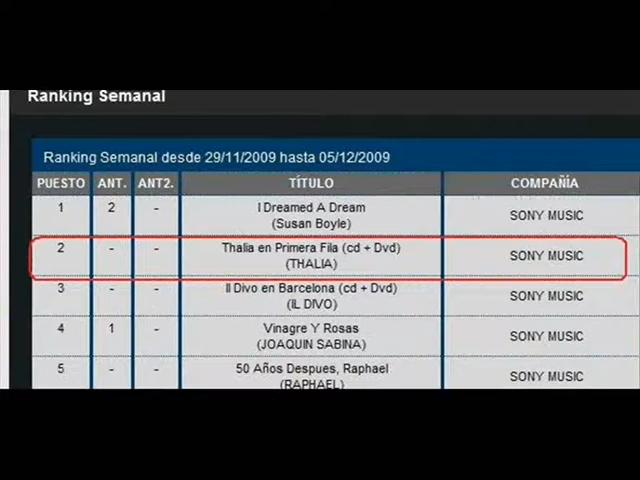 Ranking Semanal
Ranking Semanal desde 29/11/2009 hasta 05/12/2009
PUESTO ANT. ANT2. TÍTULO COMPAÑÍA
1 2 - I Dreamed A Dream
(Susan Boyle) SONY MUSIC
2 - - Thalia en Primera Fila (cd + Dvd)
(THALIA) SONY MUSIC
3 - - Il Divo en Barcelona (cd + Dvd)
(IL DIVO) SONY MUSIC
4 1 - Vinagre Y Rosas
(JOAQUIN SABINA) SONY MUSIC
5 - - 50 Años Despues, Raphael
(RAPHAEL) SONY MUSIC